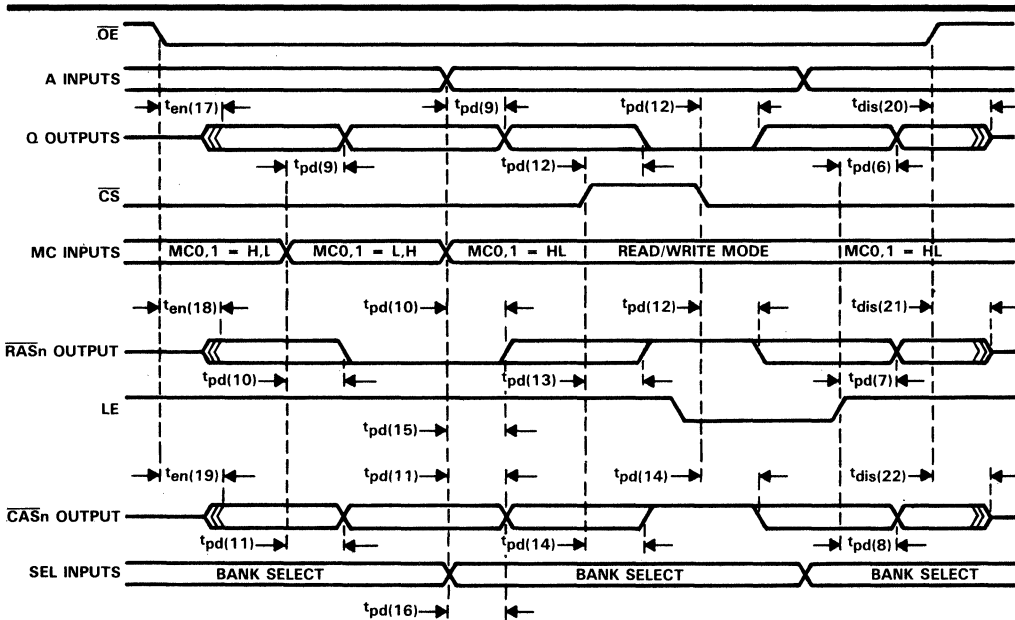 OE
A INPUTS
ten(17) tpd(9) tpd(12) tdis(20)
Q OUTPUTS
tpd(9) tpd(12) tpd(6)
CS
MC INPUTS MC0,1 = H,L MC0,1 = L,H MC0,1 = HL READ/WRITE MODE MC0,1 = HL
ten(18) tpd(10) tpd(12) tdis(21)
RASn OUTPUT
tpd(10) tpd(13) tpd(7)
LE
tpd(15)
ten(19) tpd(11) tpd(14) tdis(22)
CASn OUTPUT
tpd(11) tpd(14) tpd(8)
SEL INPUTS BANK SELECT BANK SELECT BANK SELECT
tpd(16)